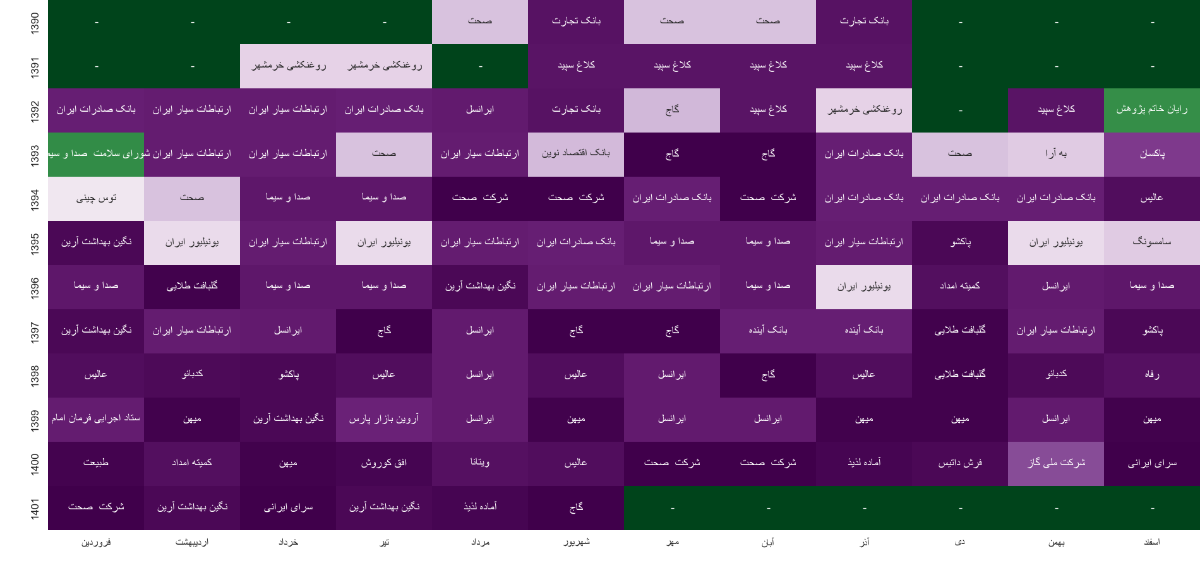 1390 - - - - صحت بانک تجارت صحت صحت بانک تجارت - - -
1391 - - روغنکشی خرمشهر روغنکشی خرمشهر - کلاغ سپید کلاغ سپید کلاغ سپید کلاغ سپید - - -
1392 بانک صادرات ایران ارتباطات سیار ایران ارتباطات سیار ایران بانک صادرات ایران ایرانسل بانک تجارت گاج کلاغ سپید روغنکشی خرمشهر - کلاغ سپید رایان خاتم پژوهش
1393 شورای سلامت صدا و سیما ارتباطات سیار ایران ارتباطات سیار ایران صحت ارتباطات سیار ایران بانک اقتصاد نوین گاج گاج بانک صادرات ایران صحت به آرا پاکسان
1394 توس چینی صحت صدا و سیما صدا و سیما شرکت صحت شرکت صحت بانک صادرات ایران شرکت صحت بانک صادرات ایران بانک صادرات ایران بانک صادرات ایران عالیس
1395 نگین بهداشت آرین یونیلیور ایران ارتباطات سیار ایران یونیلیور ایران ارتباطات سیار ایران بانک صادرات ایران صدا و سیما صدا و سیما ارتباطات سیار ایران پاکشو یونیلیور ایران سامسونگ
1396 صدا و سیما گلبافت طلایی صدا و سیما صدا و سیما نگین بهداشت آرین ارتباطات سیار ایران ارتباطات سیار ایران صدا و سیما یونیلیور ایران کمیته امداد ایرانسل صدا و سیما
1397 نگین بهداشت آرین ارتباطات سیار ایران ایرانسل گاج ایرانسل گاج گاج بانک آینده بانک آینده گلبافت طلایی ارتباطات سیار ایران پاکشو
1398 عالیس کدبانو پاکشو عالیس ایرانسل عالیس ایرانسل گاج عالیس گلبافت طلایی کدبانو رفاه
1399 ستاد اجرایی فرمان امام میهن نگین بهداشت آرین آروین بازار پارس ایرانسل میهن ایرانسل ایرانسل میهن میهن ایرانسل میهن
1400 طبیعت کمیته امداد میهن افق کوروش ویتانا عالیس شرکت صحت شرکت صحت آماده لذیذ فرش دانتیس شرکت ملی گاز سرای ایرانی
1401 شرکت صحت نگین بهداشت آرین سرای ایرانی نگین بهداشت آرین آماده لذیذ گاج - - - - - -
فروردین اردیبهشت خرداد تیر مرداد شهریور مهر آبان آذر دی بهمن اسفند